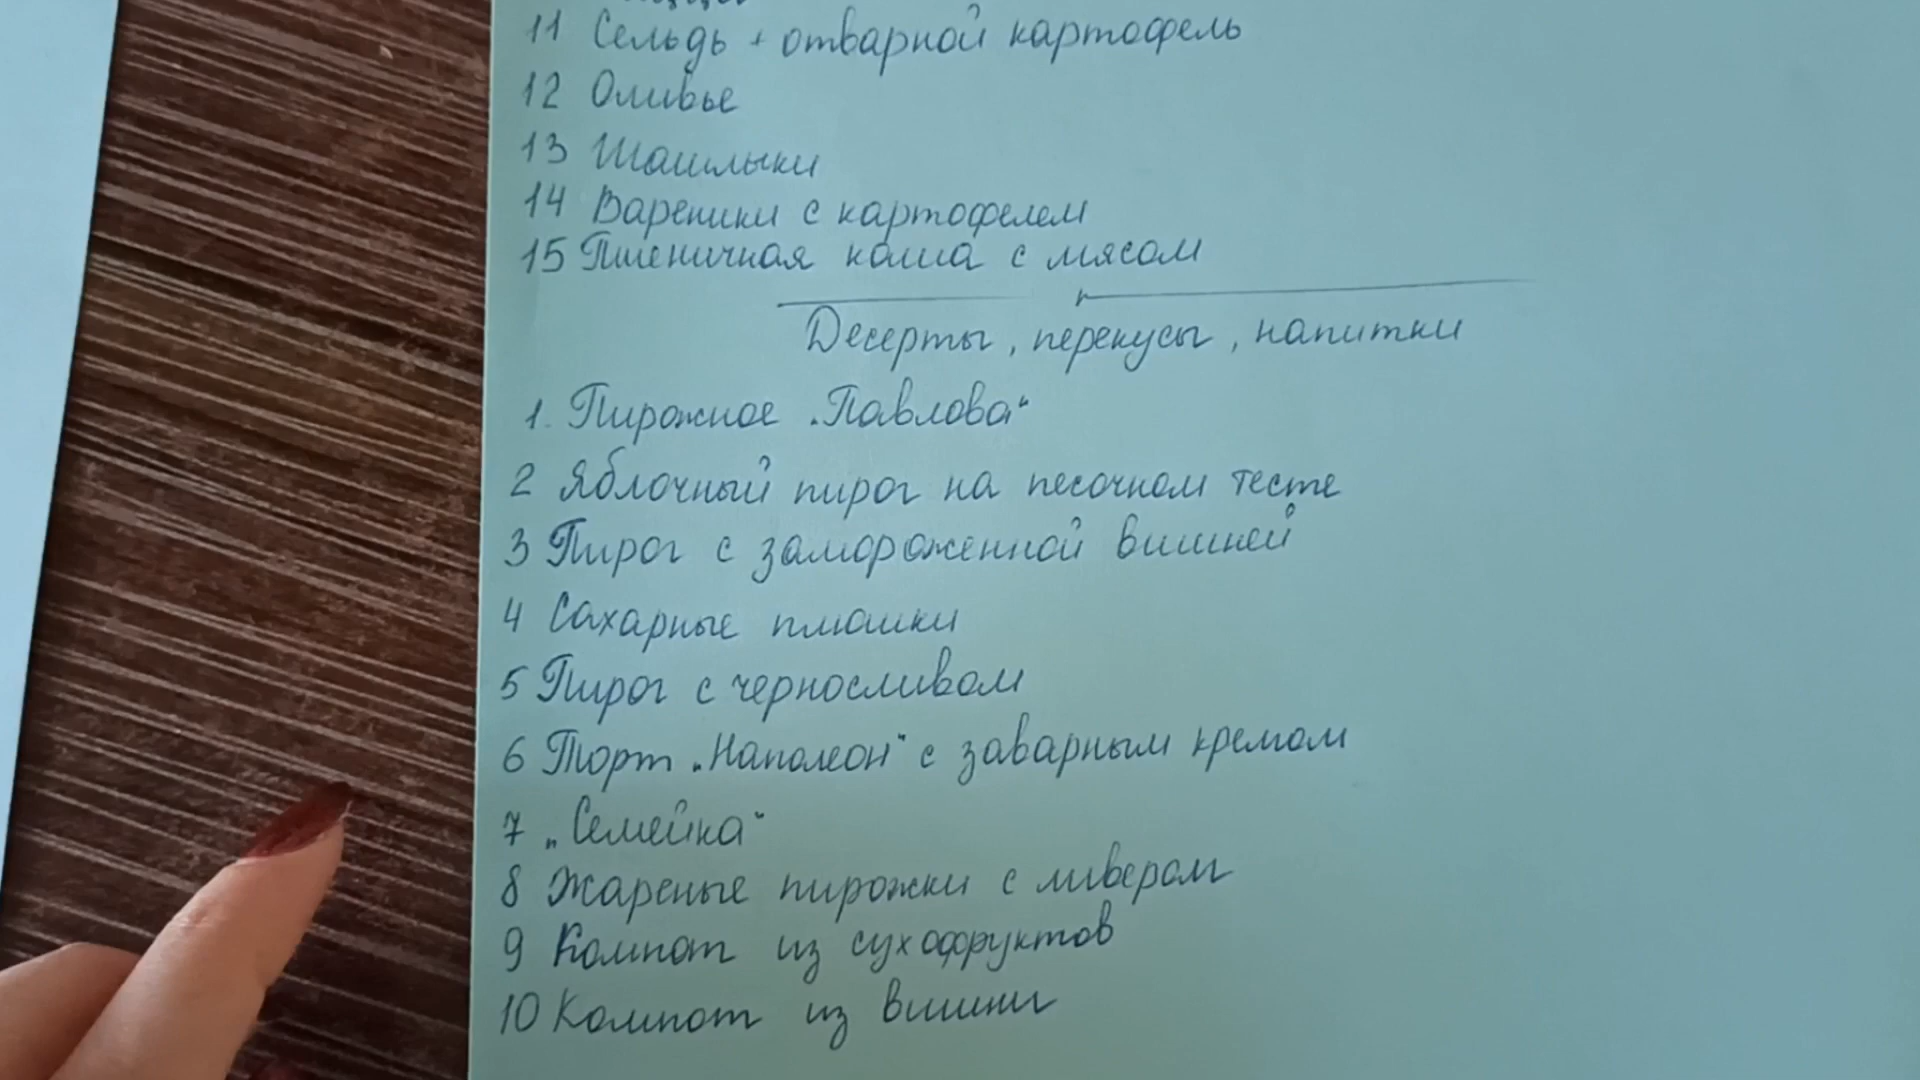 11 Сельдь + отварной картофель
12 Оливье
13 Шашлыки
14 Вареники с картофелем
15 Пшеничная каша с мясом
Десерты, перекусы, напитки
1. Пирожное „Павлова“
2 Яблочный пирог на песочном тесте
3 Пирог с замороженной вишней
4 Сахарные плюшки
5 Пирог с черносливом
6 Торт „Наполеон“ с заварным кремом
7 „Семейка“
8 Жареные пирожки с ливером
9 Компот из сухофруктов
10 Компот из вишни